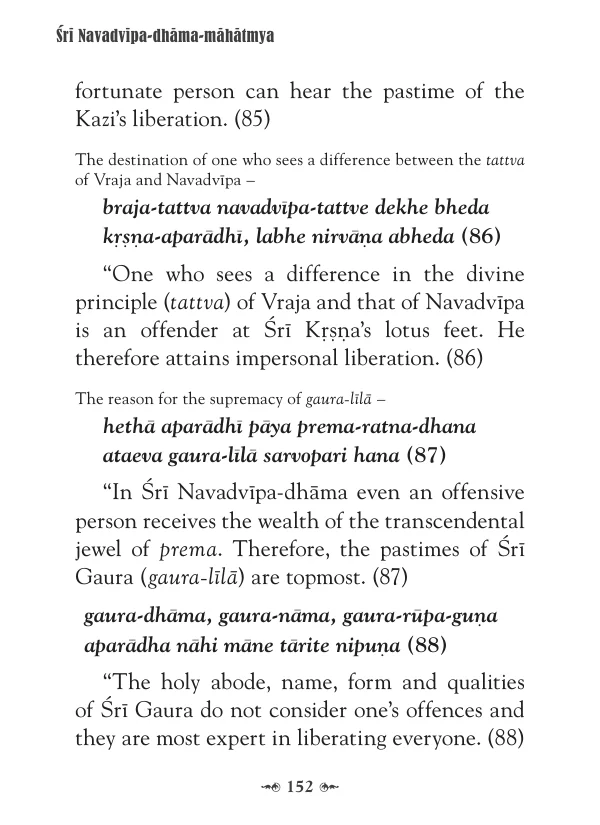 Śrī Navadvīpa-dhāma-māhātmya
fortunate person can hear the pastime of the
Kazi’s liberation. (85)
The destination of one who sees a difference between the tattva
of Vraja and Navadvīpa –
braja-tattva navadvīpa-tattve dekhe bheda
kṛṣṇa-aparādhī, labhe nirvāṇa abheda (86)
“One who sees a difference in the divine
principle (tattva) of Vraja and that of Navadvīpa
is an offender at Śrī Kṛṣṇa’s lotus feet. He
therefore attains impersonal liberation. (86)
The reason for the supremacy of gaura-līlā –
hethā aparādhī pāya prema-ratna-dhana
ataeva gaura-līlā sarvopari hana (87)
“In Śrī Navadvīpa-dhāma even an offensive
person receives the wealth of the transcendental
jewel of prema. Therefore, the pastimes of Śrī
Gaura (gaura-līlā) are topmost. (87)
gaura-dhāma, gaura-nāma, gaura-rūpa-guṇa
aparādha nāhi māne tārite nipuṇa (88)
“The holy abode, name, form and qualities
of Śrī Gaura do not consider one’s offences and
they are most expert in liberating everyone. (88)
152